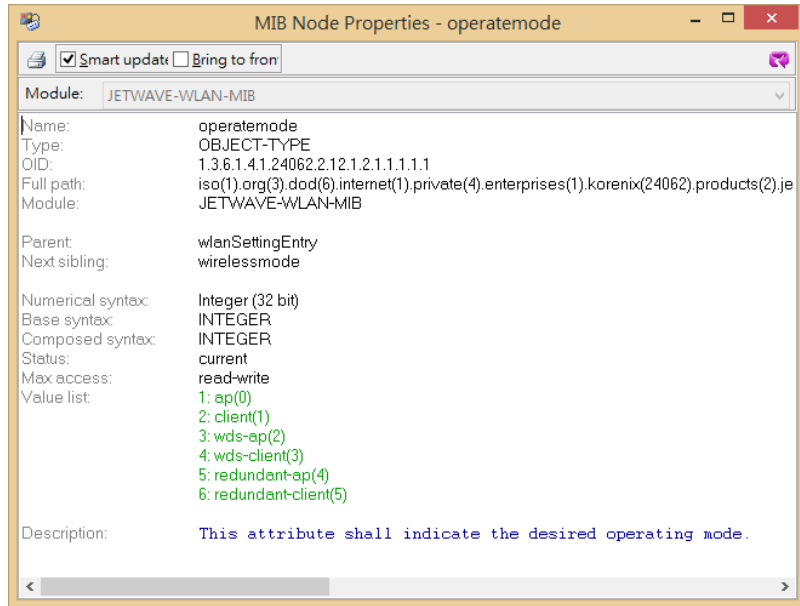 MIB Node Properties - operatemode
Smart update Bring to fron
Module: JETWAVE-WLAN-MIB
Name: operatemode
Type: OBJECT-TYPE
OID: 1.3.6.1.4.1.24062.2.12.1.2.1.1.1.1.1
Full path: iso(1).org(3).dod(6).internet(1).private(4).enterprises(1).korenix(24062).products(2).je
Module: JETWAVE-WLAN-MIB
Parent: wlanSettingEntry
Next sibling: wirelessmode
Numerical syntax: Integer (32 bit)
Base syntax: INTEGER
Composed syntax: INTEGER
Status: current
Max access: read-write
Value list: 1: ap(0)
2: client(1)
3: wds-ap(2)
4: wds-client(3)
5: redundant-ap(4)
6: redundant-client(5)
Description: This attribute shall indicate the desired operating mode.